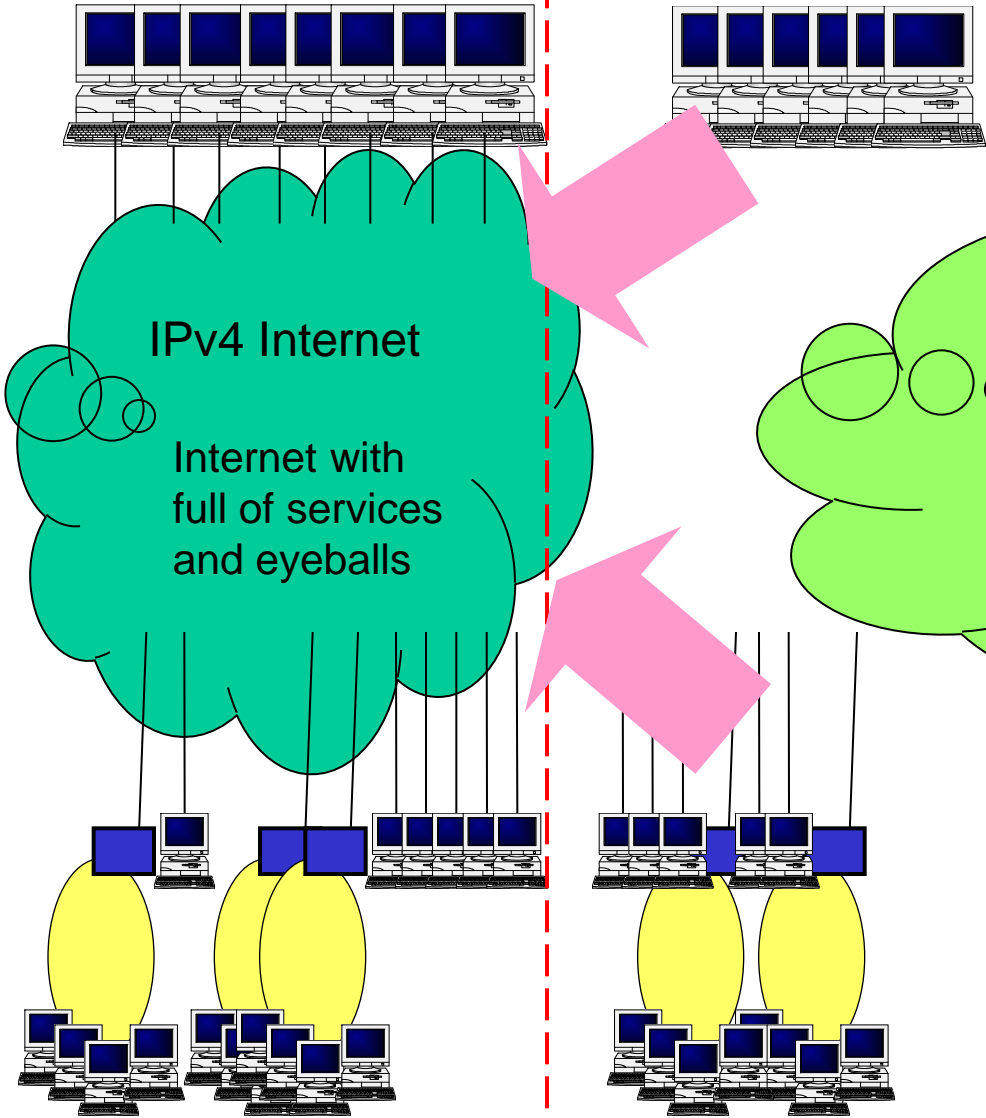 IPv4 Internet
Internet with
full of services
and eyeballs